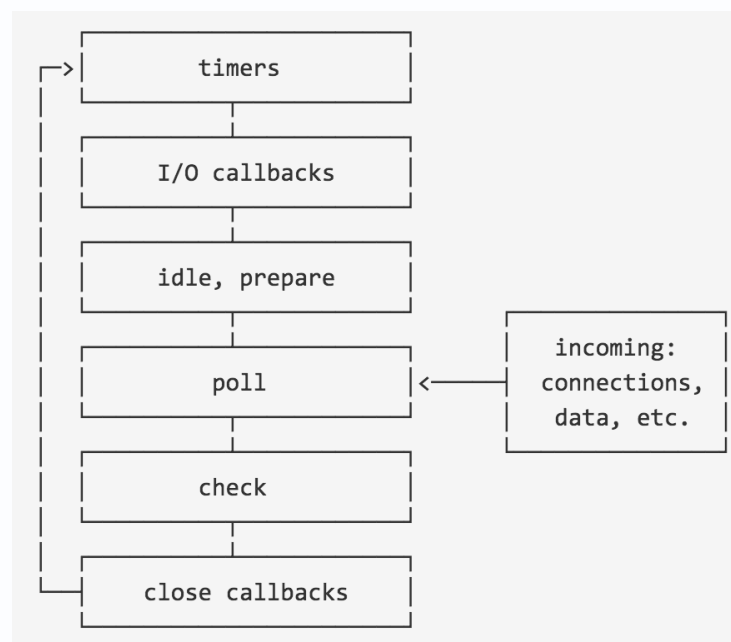 timers
I/O callbacks
idle, prepare
incoming:
poll
connections,
data, etc.
check
close callbacks